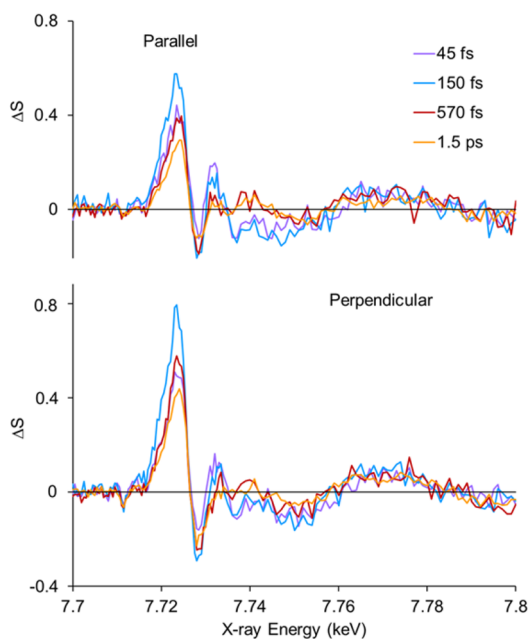 0.8
Parallel
45 fs
150 fs
0.4
ΔS
570 fs
1.5 ps
0
0.8
Perpendicular
0.4
ΔS
0
-0.4
7.7 7.72 7.74 7.76 7.78 7.8
X-ray Energy (keV)